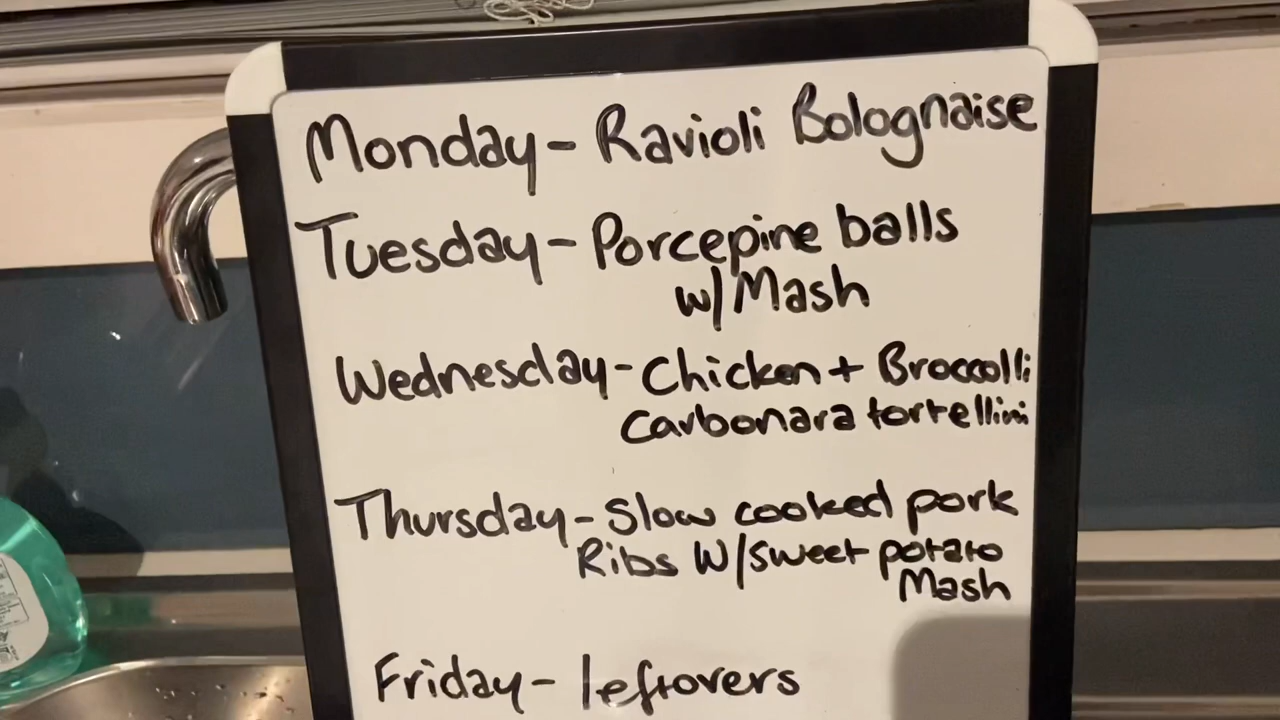 Monday - Ravioli Bolognaise
Tuesday - Porcepine balls
w/ Mash
Wednesday - Chicken + Broccolli
Carbonara tortellini
Thursday - Slow cooked pork
Ribs W/ sweet potato
Mash
Friday - leftovers